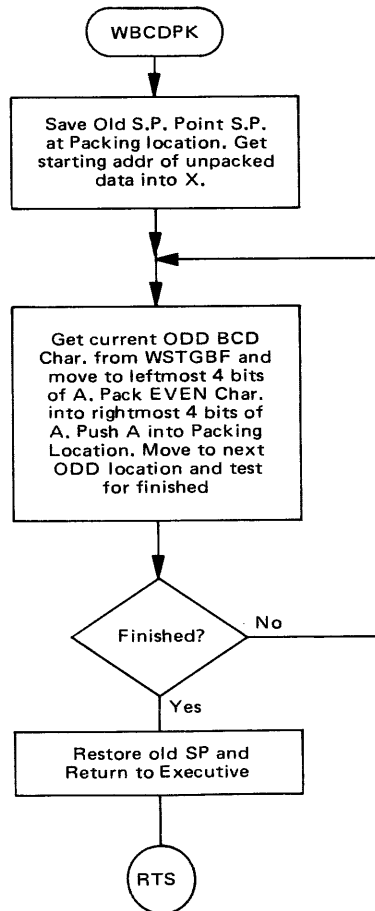 WBCDPK
Save Old S.P. Point S.P.
at Packing location. Get
starting addr of unpacked
data into X.
Get current ODD BCD
Char. from WSTGBF and
move to leftmost 4 bits
of A. Pack EVEN Char.
into rightmost 4 bits of
A. Push A into Packing
Location. Move to next
ODD location and test
for finished
Finished?
No
Yes
Restore old SP and
Return to Executive
RTS